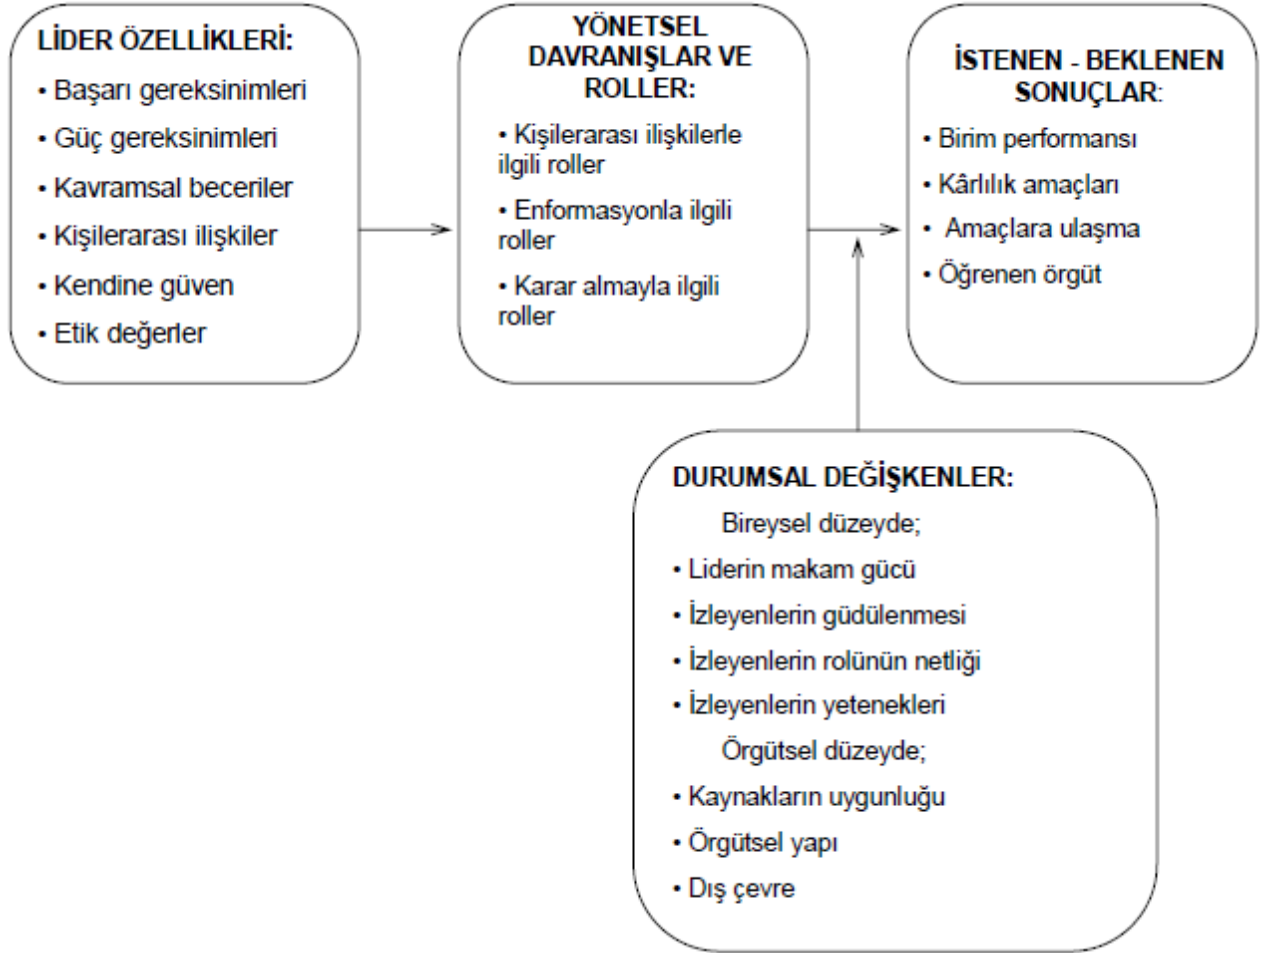 LİDER ÖZELLİKLERİ:
• Başarı gereksinimleri
• Güç gereksinimleri
• Kavramsal beceriler
• Kişilerarası ilişkiler
• Kendine güven
• Etik değerler
YÖNETSEL
DAVRANIŞLAR VE
ROLLER:
• Kişilerarası ilişkilerle
ilgili roller
• Enformasyonla ilgili
roller
• Karar almayla ilgili
roller
İSTENEN - BEKLENEN
SONUÇLAR:
• Birim performansı
• Kârlılık amaçları
• Amaçlara ulaşma
• Öğrenen örgüt
DURUMSAL DEĞİŞKENLER:
Bireysel düzeyde;
• Liderin makam gücü
• İzleyenlerin güdülenmesi
• İzleyenlerin rolünün netliği
• İzleyenlerin yetenekleri
Örgütsel düzeyde;
• Kaynakların uygunluğu
• Örgütsel yapı
• Dış çevre